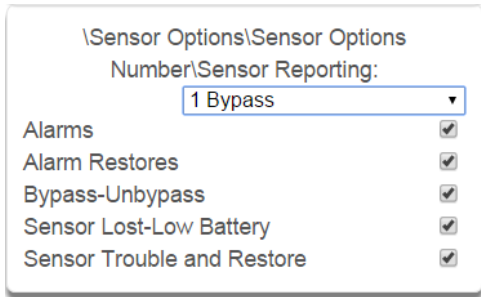 \Sensor Options\Sensor Options
Number\Sensor Reporting:
1 Bypass
Alarms
Alarm Restores
Bypass-Unbypass
Sensor Lost-Low Battery
Sensor Trouble and Restore